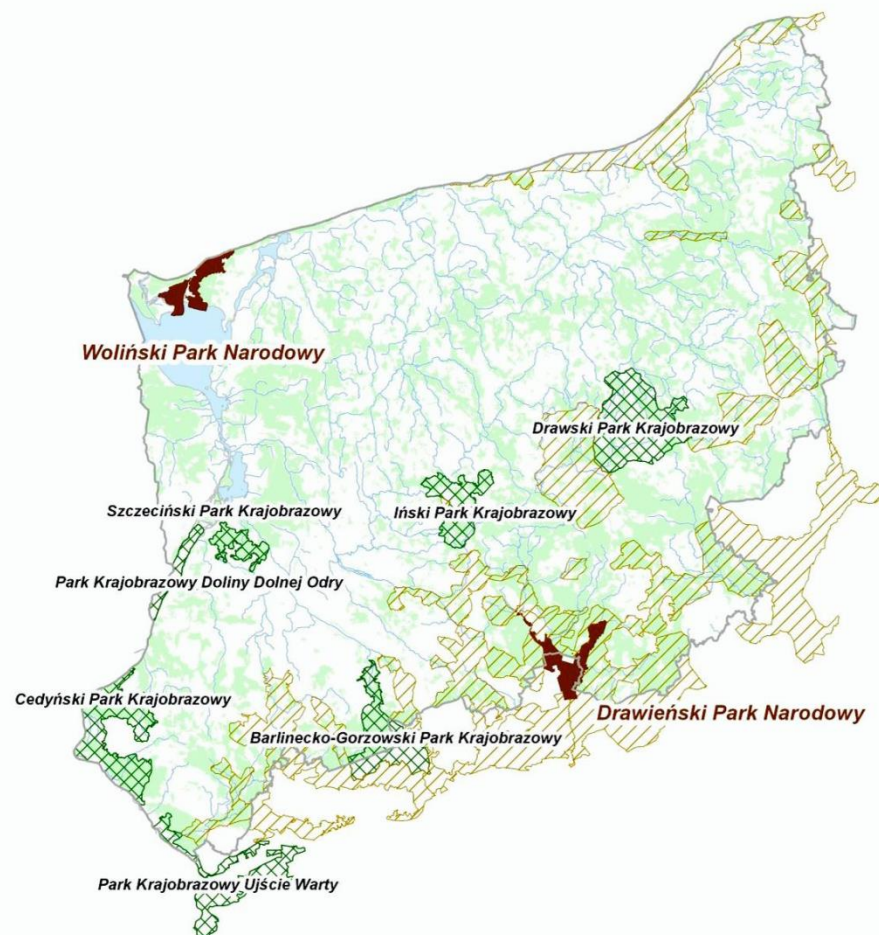 Woliński Park Narodowy
Drawski Park Krajobrazowy
Szczeciński Park Krajobrazowy
Iński Park Krajobrazowy
Park Krajobrazowy Doliny Dolnej Odry
Cedyński Park Krajobrazowy
Drawieński Park Narodowy
Barlinecko-Gorzowski Park Krajobrazowy
Park Krajobrazowy Ujście Warty